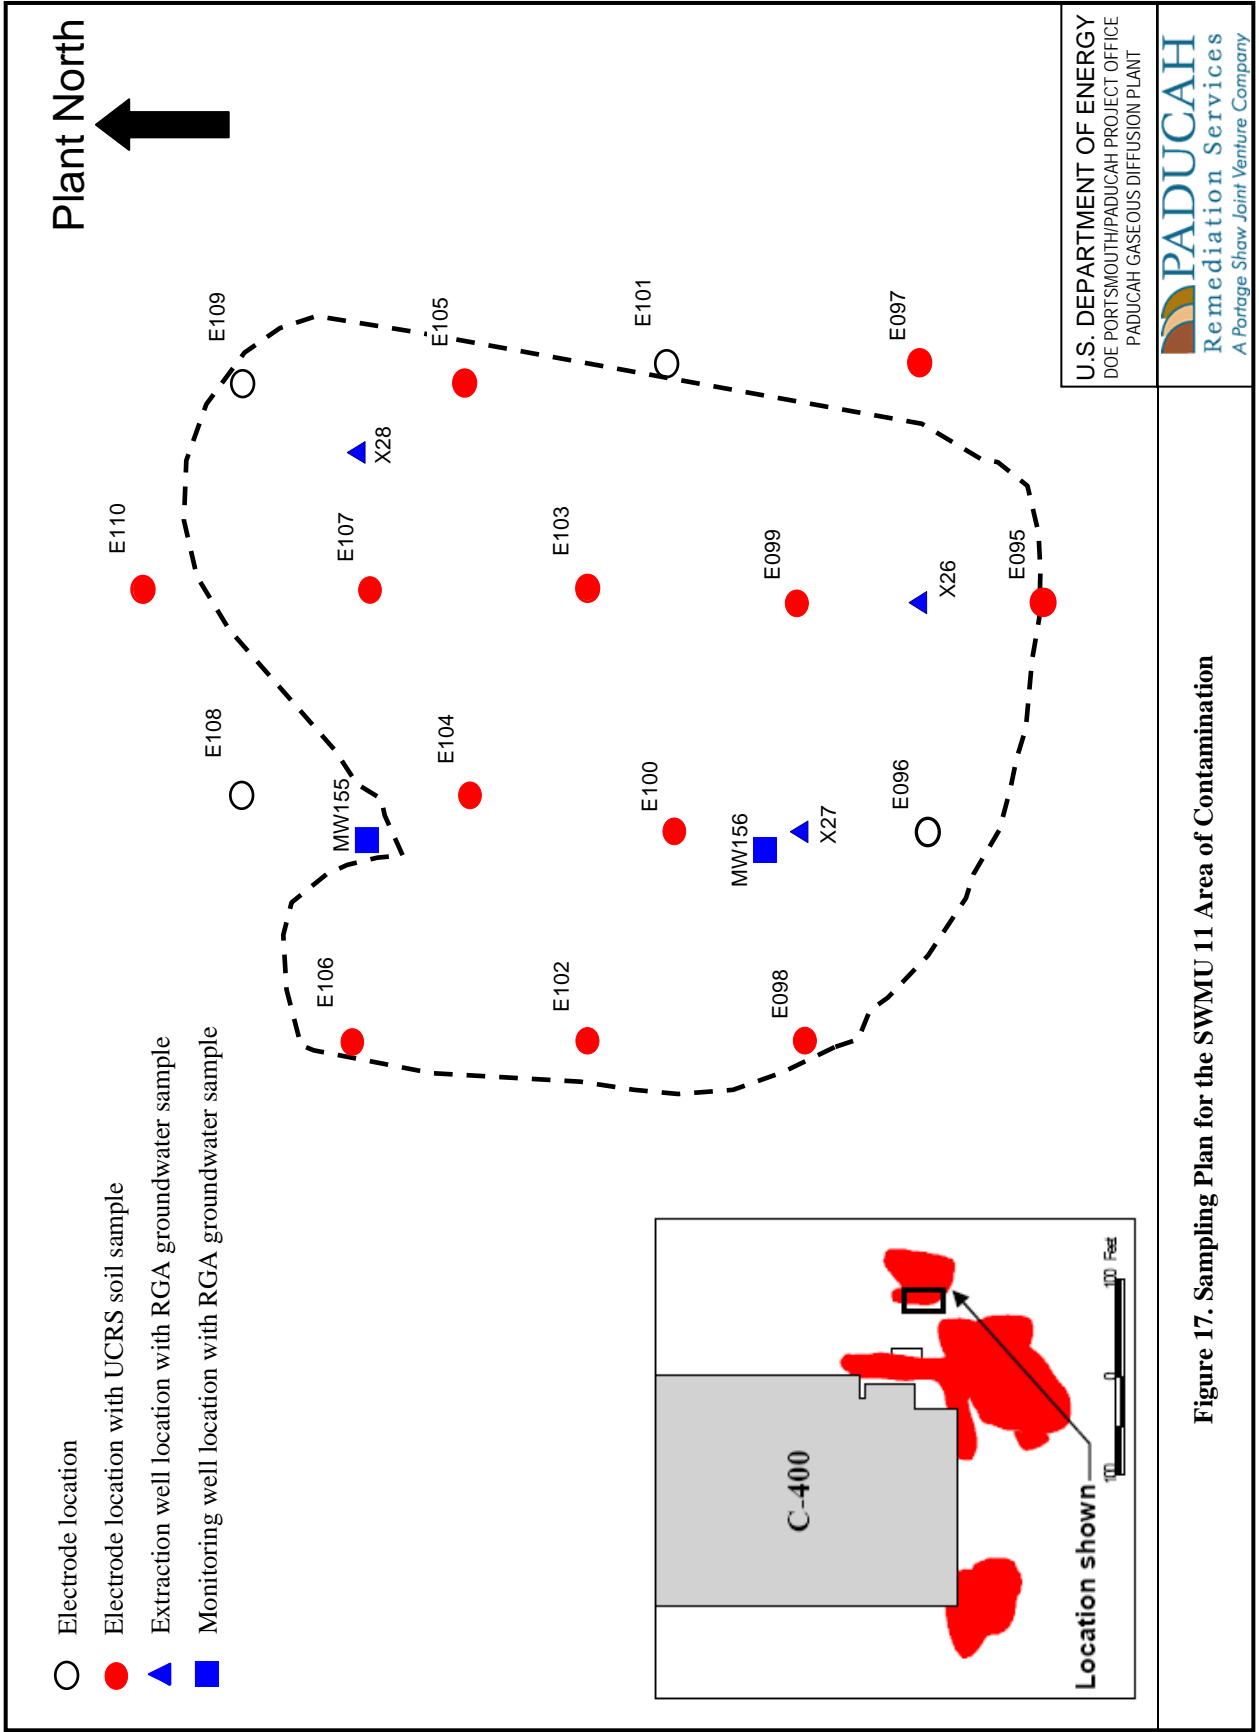 Plant North
Electrode location
Electrode location with UCRS soil sample
Extraction well location with RGA groundwater sample
Monitoring well location with RGA groundwater sample
E110
E108
E109
E106
MW155
E107
X28
E104
E105
E102
E103
E100
E101
MW156
X27
E098
E099
E096
X26
E097
E095
C-400
Location shown
100
0
100 Feet
U.S. DEPARTMENT OF ENERGY
DOE PORTSMOUTH/PADUCAH PROJECT OFFICE
PADUCAH GASEOUS DIFFUSION PLANT
PADUCAH
Remediation Services
A Portage Shaw Joint Venture Company
Figure 17. Sampling Plan for the SWMU 11 Area of Contamination